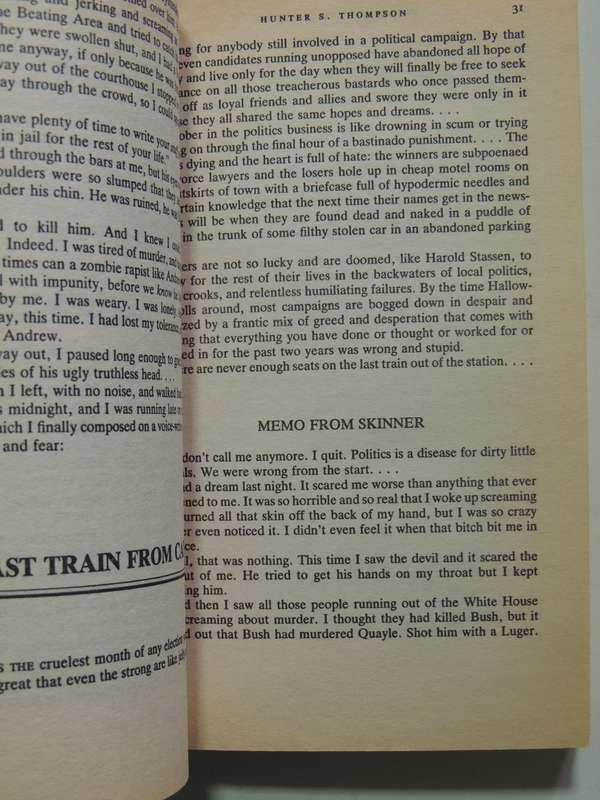 and jerking and screaming
e Beating Area and tried to
they were swollen shut, and I
ne anyway, if only because he was
way out of the courthouse I stopped
ay through the crowd, so I could
have plenty of time to write your
in jail for the rest of your life."
d through the bars at me, but his
oulders were so slumped that they
nder his chin. He was ruined, he
d to kill him. And I knew I
. Indeed. I was tired of murder, and
times can a zombie rapist like
d with impunity, before we know
by me. I was weary. I was lonely
ay, this time. I had lost my tolerance
Andrew.
way out, I paused long enough to
es of his ugly truthless head. . . .
n I left, with no noise, and walked
s midnight, and I was running late
hich I finally composed on a
and fear:
AST TRAIN FROM
S THE cruelest month of any election
great that even the strong are like
HUNTER S. THOMPSON 31
ng for anybody still involved in a political campaign. By that
even candidates running unopposed have abandoned all hope of
y and live only for the day when they will finally be free to seek
ance on all those treacherous bastards who once passed them-
off as loyal friends and allies and swore they were only in it
se they all shared the same hopes and dreams. . . .
ober in the politics business is like drowning in scum or trying
g on through the final hour of a bastinado punishment. . . . The
s dying and the heart is full of hate: the winners are subpoenaed
vorce lawyers and the losers hole up in cheap motel rooms on
utskirts of town with a briefcase full of hypodermic needles and
ertain knowledge that the next time their names get in the news-
s will be when they are found dead and naked in a puddle of
in the trunk of some filthy stolen car in an abandoned parking
ers are not so lucky and are doomed, like Harold Stassen, to
w for the rest of their lives in the backwaters of local politics,
crooks, and relentless humiliating failures. By the time Hallow-
olls around, most campaigns are bogged down in despair and
zed by a frantic mix of greed and desperation that comes with
ng that everything you have done or thought or worked for or
ed in for the past two years was wrong and stupid.
re are never enough seats on the last train out of the station. . . .
MEMO FROM SKINNER
don't call me anymore. I quit. Politics is a disease for dirty little
ls. We were wrong from the start. . . .
d a dream last night. It scared me worse than anything that ever
ened to me. It was so horrible and so real that I woke up screaming
urned all that skin off the back of my hand, but I was so crazy
er even noticed it. I didn't even feel it when that bitch bit me in
ce.
l, that was nothing. This time I saw the devil and it scared the
ut of me. He tried to get his hands on my throat but I kept
ng him.
d then I saw all those people running out of the White House
creaming about murder. I thought they had killed Bush, but it
d out that Bush had murdered Quayle. Shot him with a Luger.